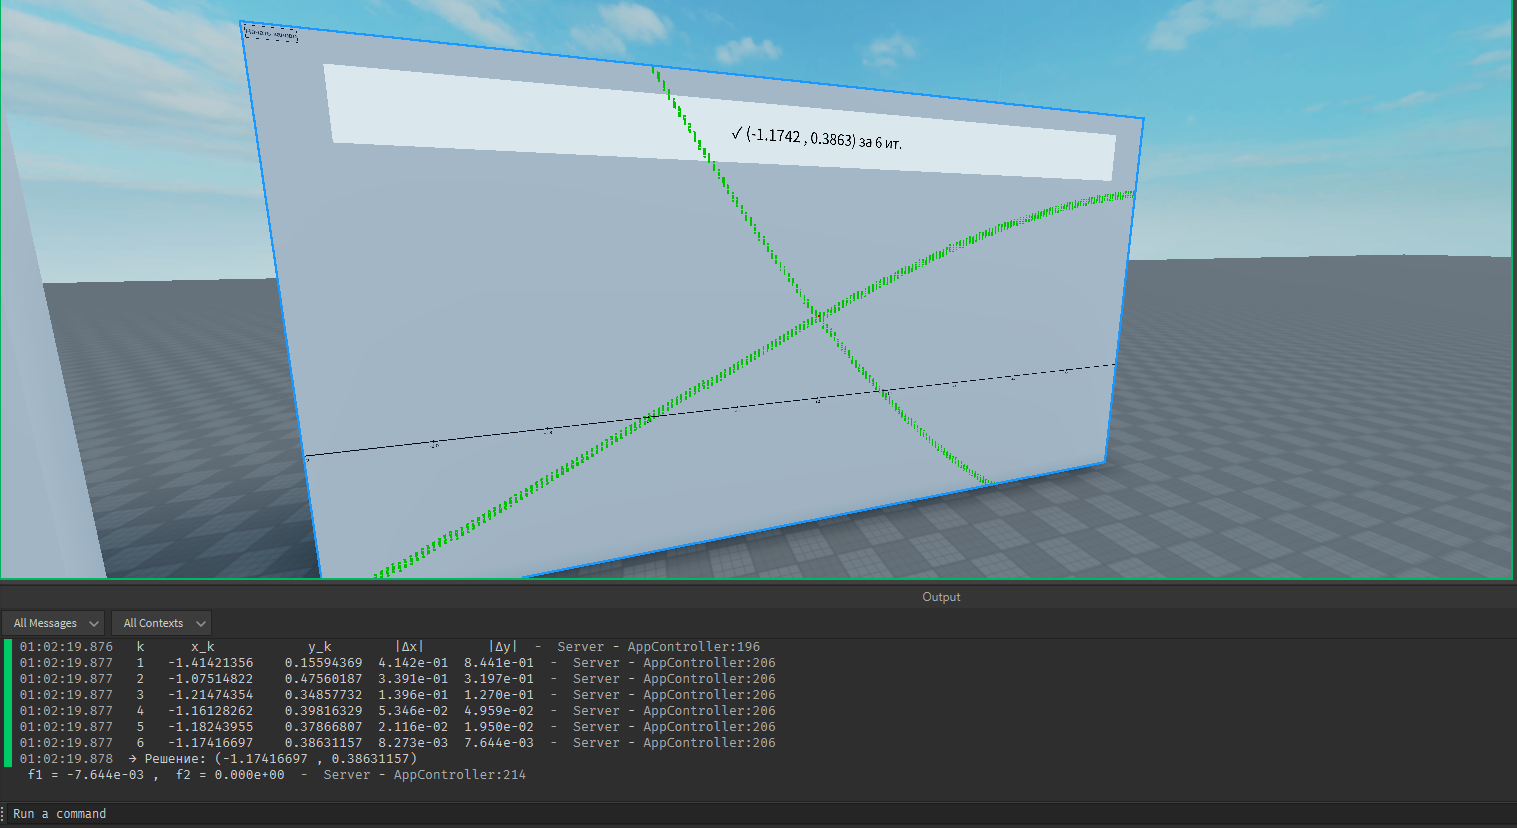 ✓ (-1.1742 , 0.3863) за 6 ит.
Output
All Messages
All Contexts
01:02:19.876 k x_k y_k |Δx| |Δy| - Server - AppController:196
01:02:19.877 1 -1.41421356 0.15594369 4.142e-01 8.441e-01 - Server - AppController:206
01:02:19.877 2 -1.07514822 0.47560187 3.391e-01 3.197e-01 - Server - AppController:206
01:02:19.877 3 -1.21474354 0.34857732 1.396e-01 1.270e-01 - Server - AppController:206
01:02:19.877 4 -1.16128262 0.39816329 5.346e-02 4.959e-02 - Server - AppController:206
01:02:19.877 5 -1.18243955 0.37866807 2.116e-02 1.950e-02 - Server - AppController:206
01:02:19.877 6 -1.17416697 0.38631157 8.273e-03 7.644e-03 - Server - AppController:206
01:02:19.878 → Решение: (-1.17416697 , 0.38631157)
f1 = -7.644e-03 , f2 = 0.000e+00 - Server - AppController:214
Run a command